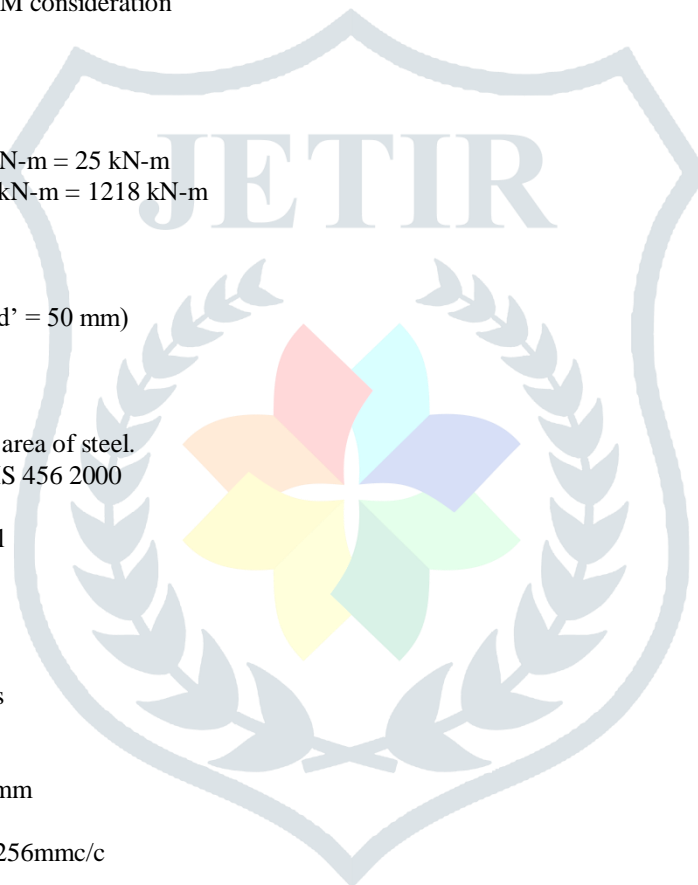 M consideration
JETIR
N-m = 25 kN-m
kN-m = 1218 kN-m
d’ = 50 mm)
area of steel.
S 456 2000
s
mm
256mmc/c